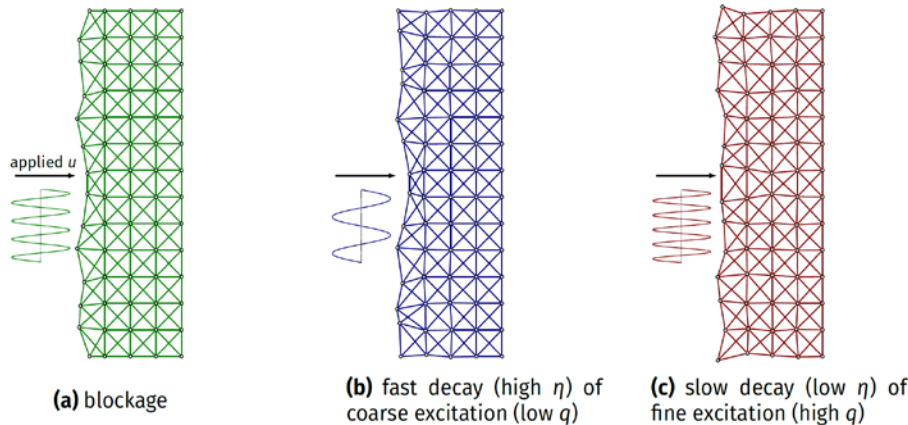 applied u
(a) blockage
(b) fast decay (high η) of
coarse excitation (low q)
(c) slow decay (low η) of
fine excitation (high q)